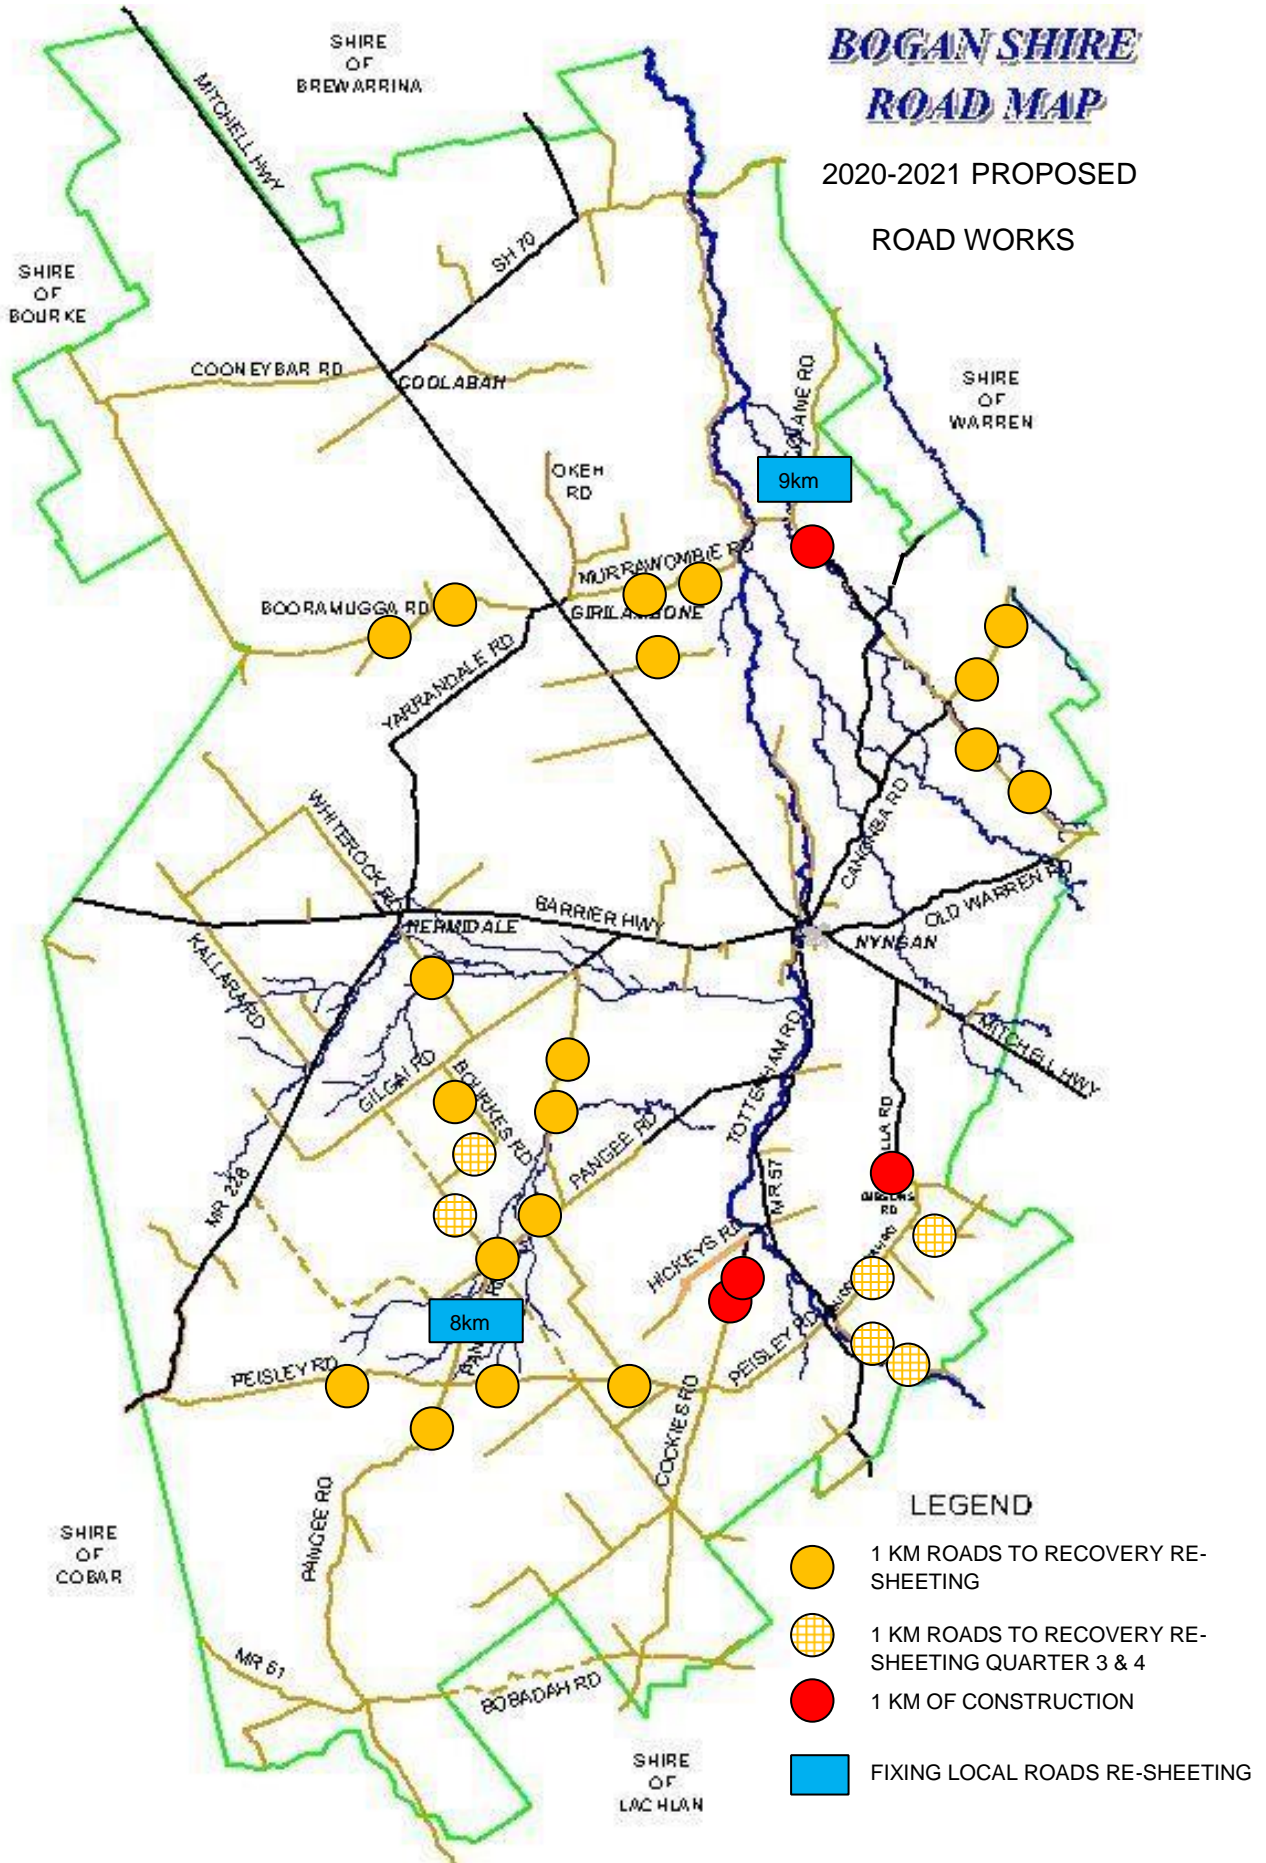 BOGAN SHIRE
ROAD MAP
2020-2021 PROPOSED
ROAD WORKS
SHIRE
OF
BREWARRINA
MITCHELL HWY
SH 70
SHIRE
OF
BOURKE
COONEYBAR RD
COOLABAH
SHIRE
OF
WARREN
OKEH
RD
9km
MURRAWOMBIE RD
BOORAMUGGA RD
YARRANDALE RD
WHITEROCK RD
CANONBA RD
OLD WARREN RD
BARRIER HWY
HERMIDALE
NYNGAN
KALLARA RD
MITCHELL HWY
TOTTENHAM RD
GILGAI RD
BOURKES RD
PANGEE RD
LLA RD
MR 57
MR 228
RD
HICKEYS RD
8km
PEISLEY RD
PEISLEY RD
COCKIES RD
PANGEE RD
SHIRE
OF
COBAR
MR 61
BOBADAH RD
SHIRE
OF
LACHLAN
LEGEND
1 KM ROADS TO RECOVERY RE-
SHEETING
1 KM ROADS TO RECOVERY RE-
SHEETING QUARTER 3 & 4
1 KM OF CONSTRUCTION
FIXING LOCAL ROADS RE-SHEETING